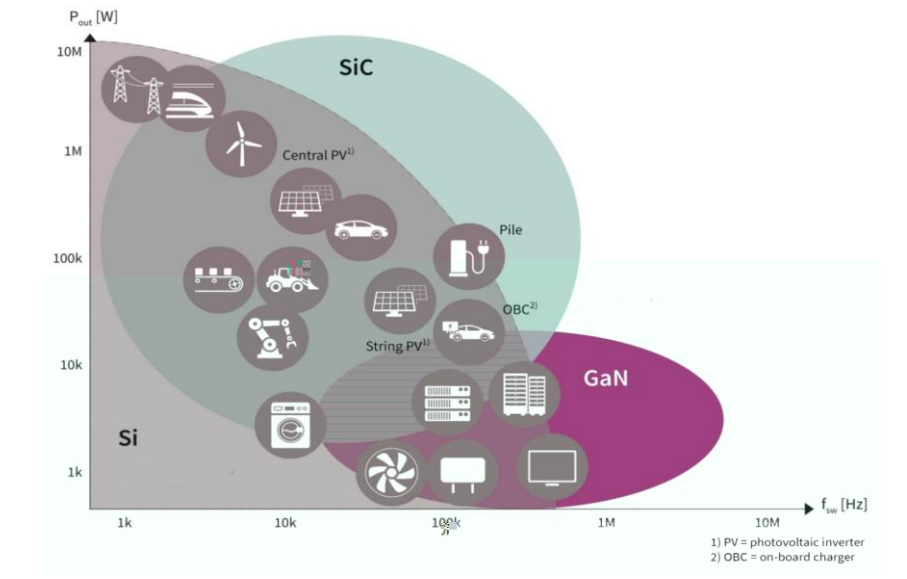 Pout [W]
10M
SiC
1M
Central PV1)
Pile
100k
OBC2)
String PV1)
10k
GaN
Si
1k
fsw [Hz]
1k 10k 100k 1M 10M
1) PV = photovoltaic inverter
2) OBC = on-board charger